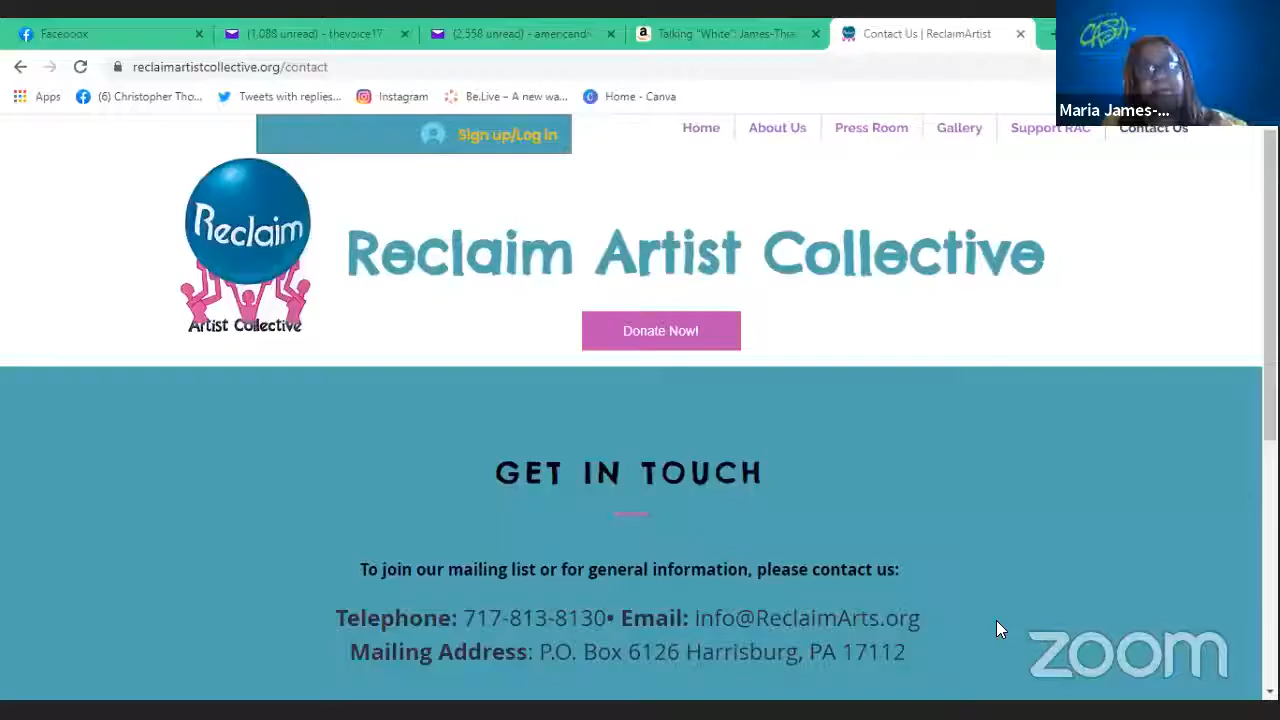 Facebook
(1,088 unread) - thevoice17
(2,558 unread) - americand/
Talking "White": James-Thia
Contact Us | ReclaimArtist
CASA
reclaimartistcollective.org/contact
Apps
(6) Christopher Tho...
Tweets with replies...
Instagram
Be.Live – A new wa...
Home - Canva
Maria James-...
Sign up/Log In
Home
About Us
Press Room
Gallery
Support RAC
Contact Us
Reclaim
Artist Collective
Reclaim Artist Collective
Donate Now!
GET IN TOUCH
To join our mailing list or for general information, please contact us:
Telephone: 717-813-8130• Email: info@ReclaimArts.org
Mailing Address: P.O. Box 6126 Harrisburg, PA 17112
zoom